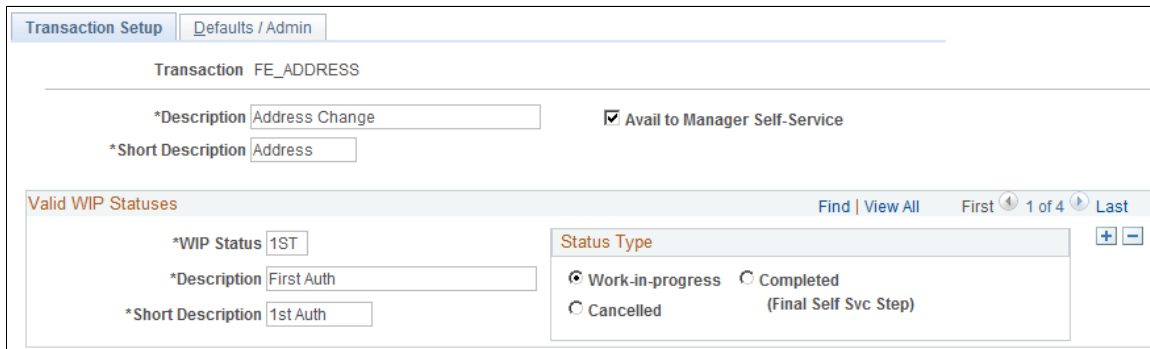 Transaction Setup Defaults / Admin
Transaction FE_ADDRESS
*Description Address Change Avail to Manager Self-Service
*Short Description Address
Valid WIP Statuses Find | View All First 1 of 4 Last
*WIP Status 1ST Status Type
*Description First Auth Work-in-progress Completed
(Final Self Svc Step)
*Short Description 1st Auth Cancelled